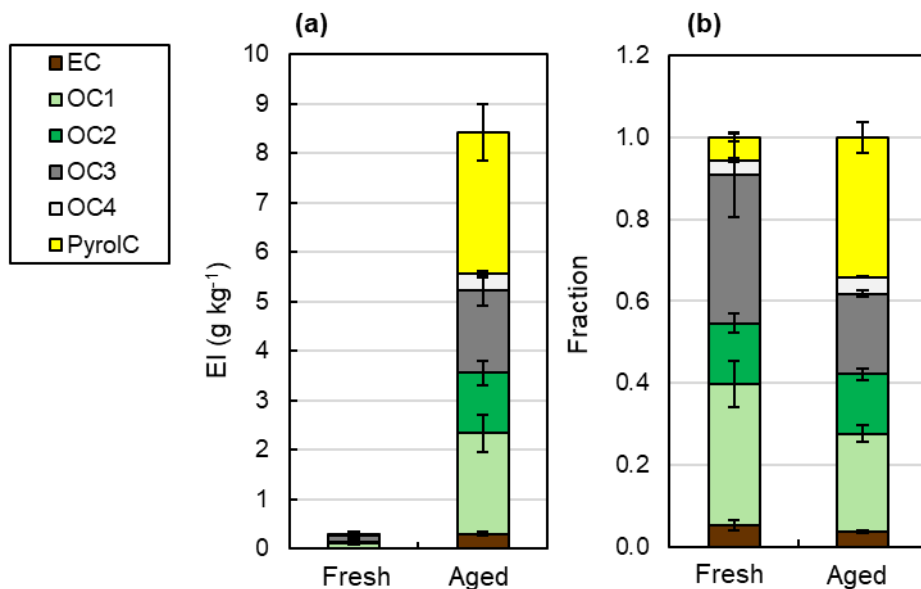 EC
OC1
OC2
OC3
OC4
PyrolC
(a)
EI (g kg⁻¹)
10
9
8
7
6
5
4
3
2
1
0
Fresh Aged
(b)
Fraction
1.2
1.0
0.8
0.6
0.4
0.2
0.0
Fresh Aged